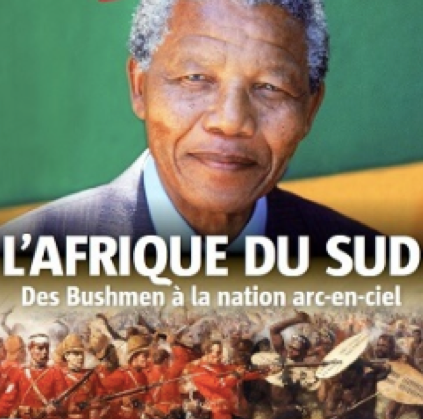 L'AFRIQUE DU SUD
Des Bushmen à la nation arc-en-ciel